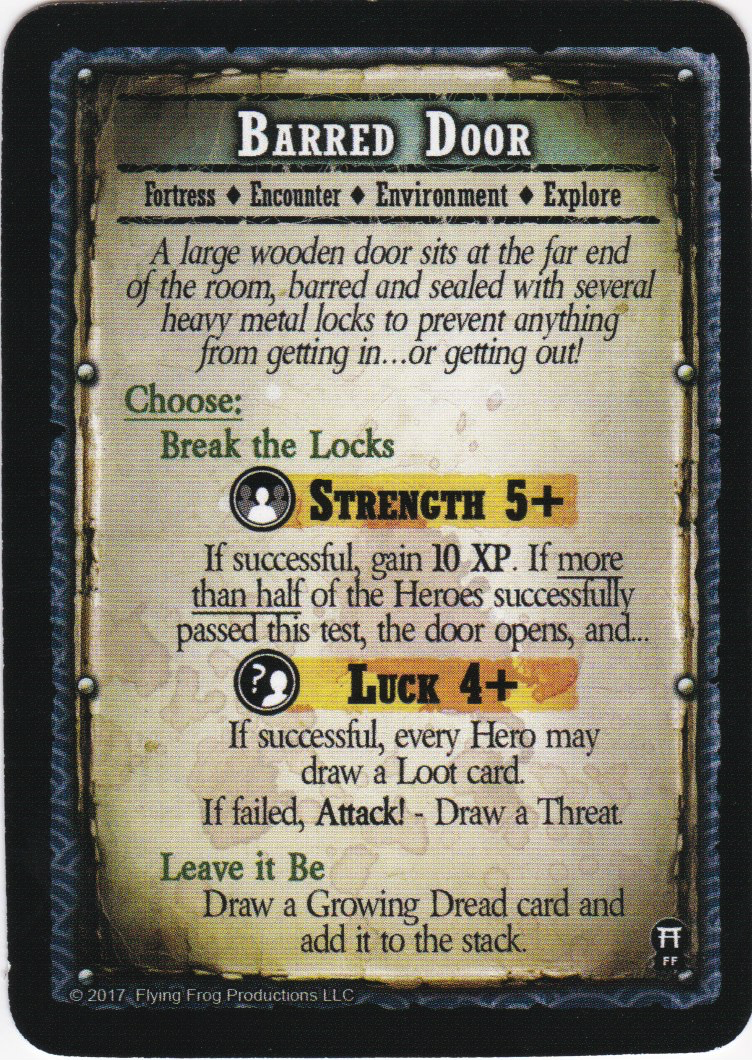 BARRED DOOR
Fortress ♦ Encounter ♦ Environment ♦ Explore
A large wooden door sits at the far end
of the room, barred and sealed with several
heavy metal locks to prevent anything
from getting in...or getting out!
Choose:
Break the Locks
STRENGTH 5+
If successful, gain 10 XP. If more
than half of the Heroes successfully
passed this test, the door opens, and...
?
LUCK 4+
If successful, every Hero may
draw a Loot card.
If failed, Attack! - Draw a Threat.
Leave it Be
Draw a Growing Dread card and
add it to the stack.
FF
© 2017 Flying Frog Productions LLC